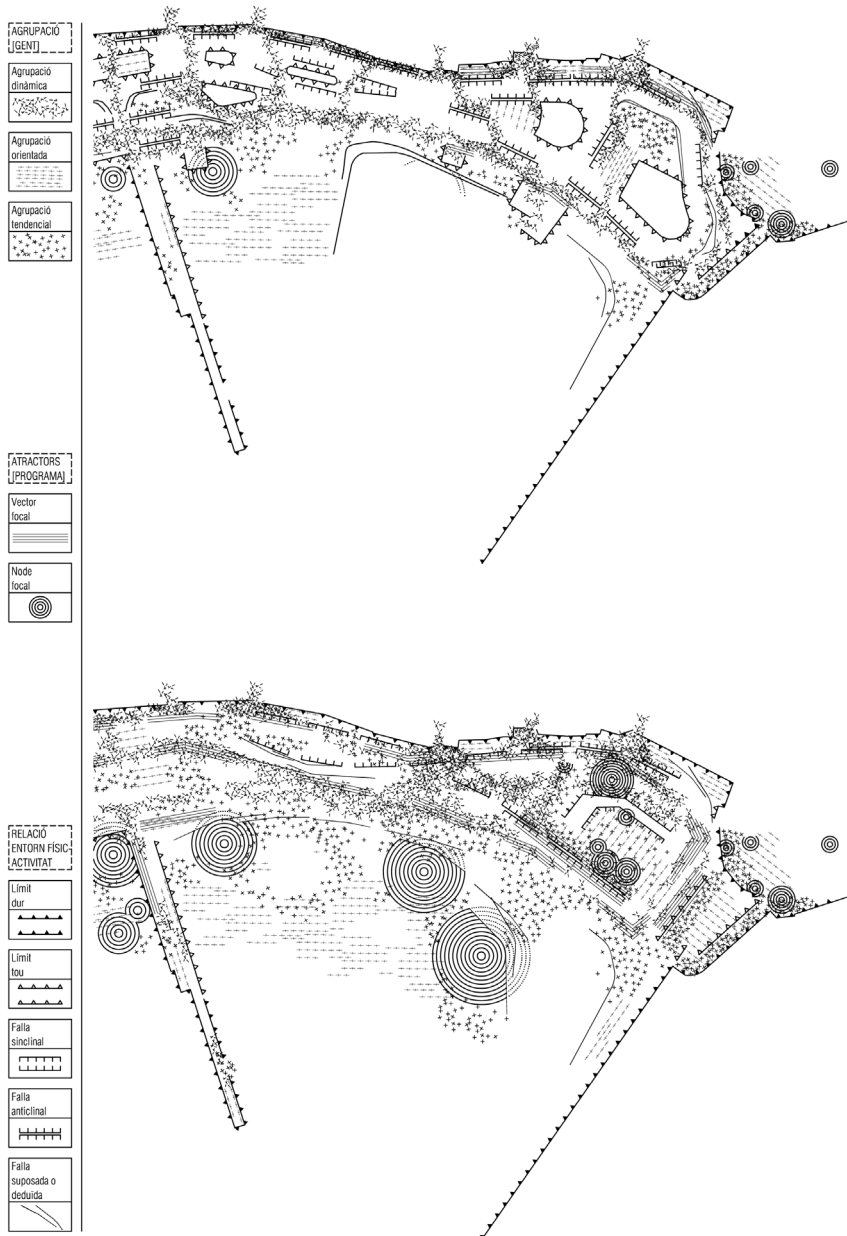 AGRUPACIÓ
[GENT]
Agrupació
dinàmica
Agrupació
orientada
Agrupació
tendencial
ATRACTORS
[PROGRAMA]
Vector
focal
Node
focal
RELACIÓ
ENTORN FÍSIC
ACTIVITAT
Límit
dur
Límit
tou
Falla
sinclinal
Falla
anticlinal
Falla
suposada o
deduïda